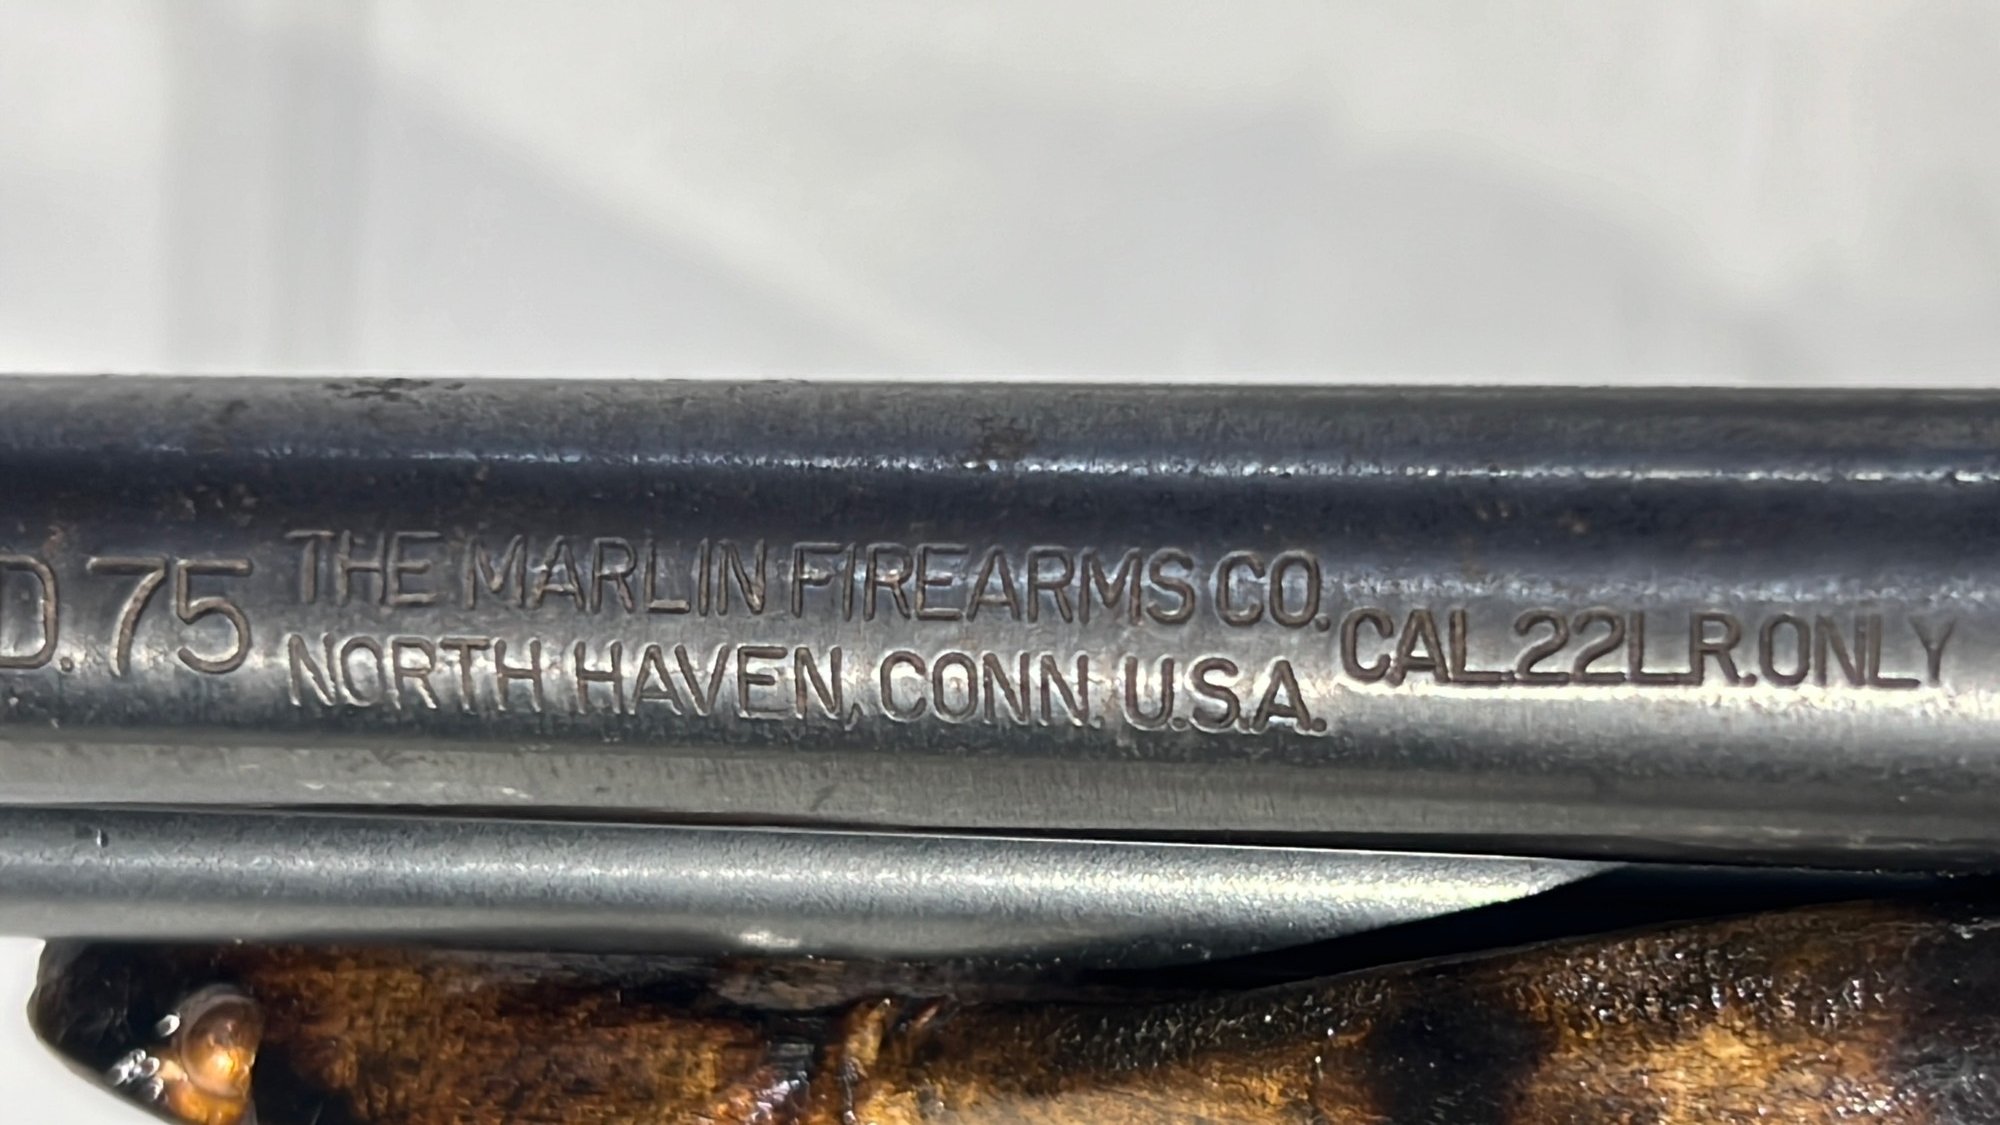 D.75
THE MARLIN FIREARMS CO.
NORTH HAVEN, CONN. U.S.A.
CAL.22LR.ONLY